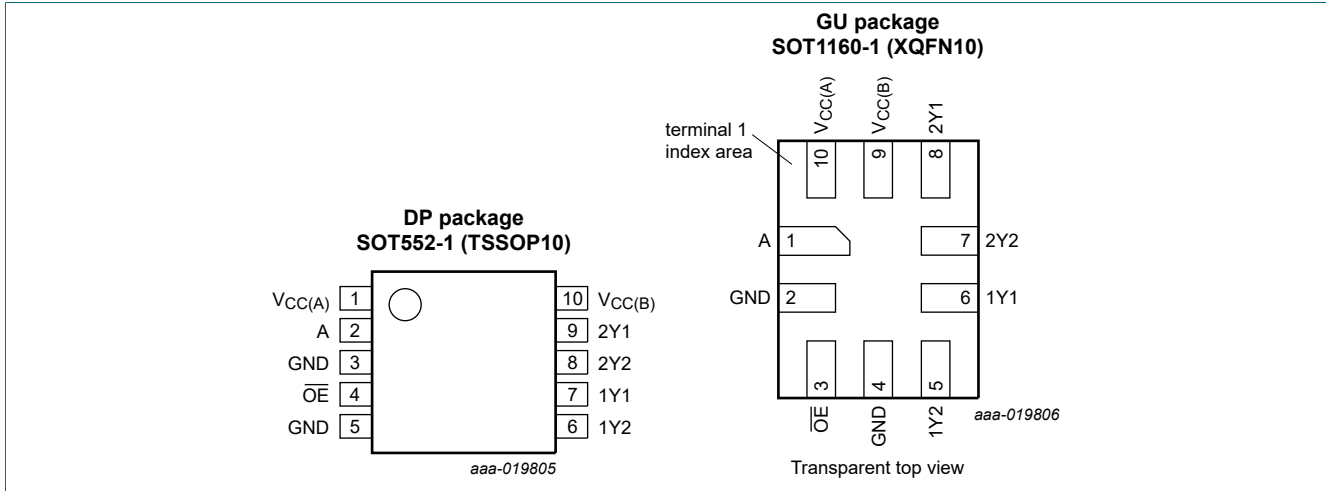 DP package
SOT552-1 (TSSOP10)
VCC(A) 1
A 2
GND 3
OE 4
GND 5
10 VCC(B)
9 2Y1
8 2Y2
7 1Y1
6 1Y2
aaa-019805
GU package
SOT1160-1 (XQFN10)
terminal 1
index area
VCC(A)
VCC(B)
2Y1
10
9
8
A 1
GND 2
7 2Y2
6 1Y1
3
4
5
OE
GND
1Y2
aaa-019806
Transparent top view